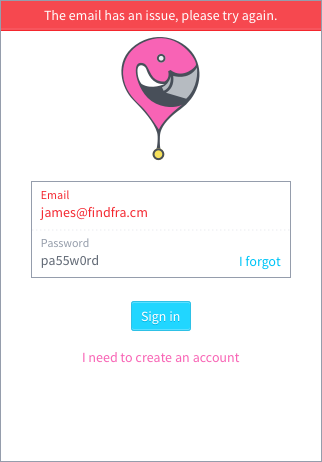 The email has an issue, please try again.
Email
james@findfra.cm
Password
pa55w0rd
I forgot
Sign in
I need to create an account